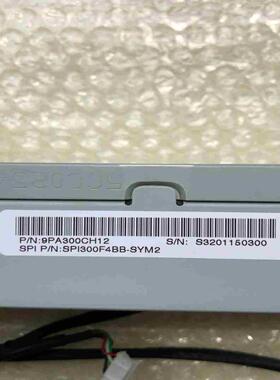 P/N:9PA300CH12 S/N: S3201150300
SPI P/N:SPI300F4BB-SYM2